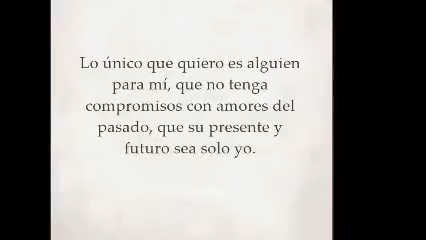 Lo único que quiero es alguien
para mí, que no tenga
compromisos con amores del
pasado, que su presente y
futuro sea solo yo.